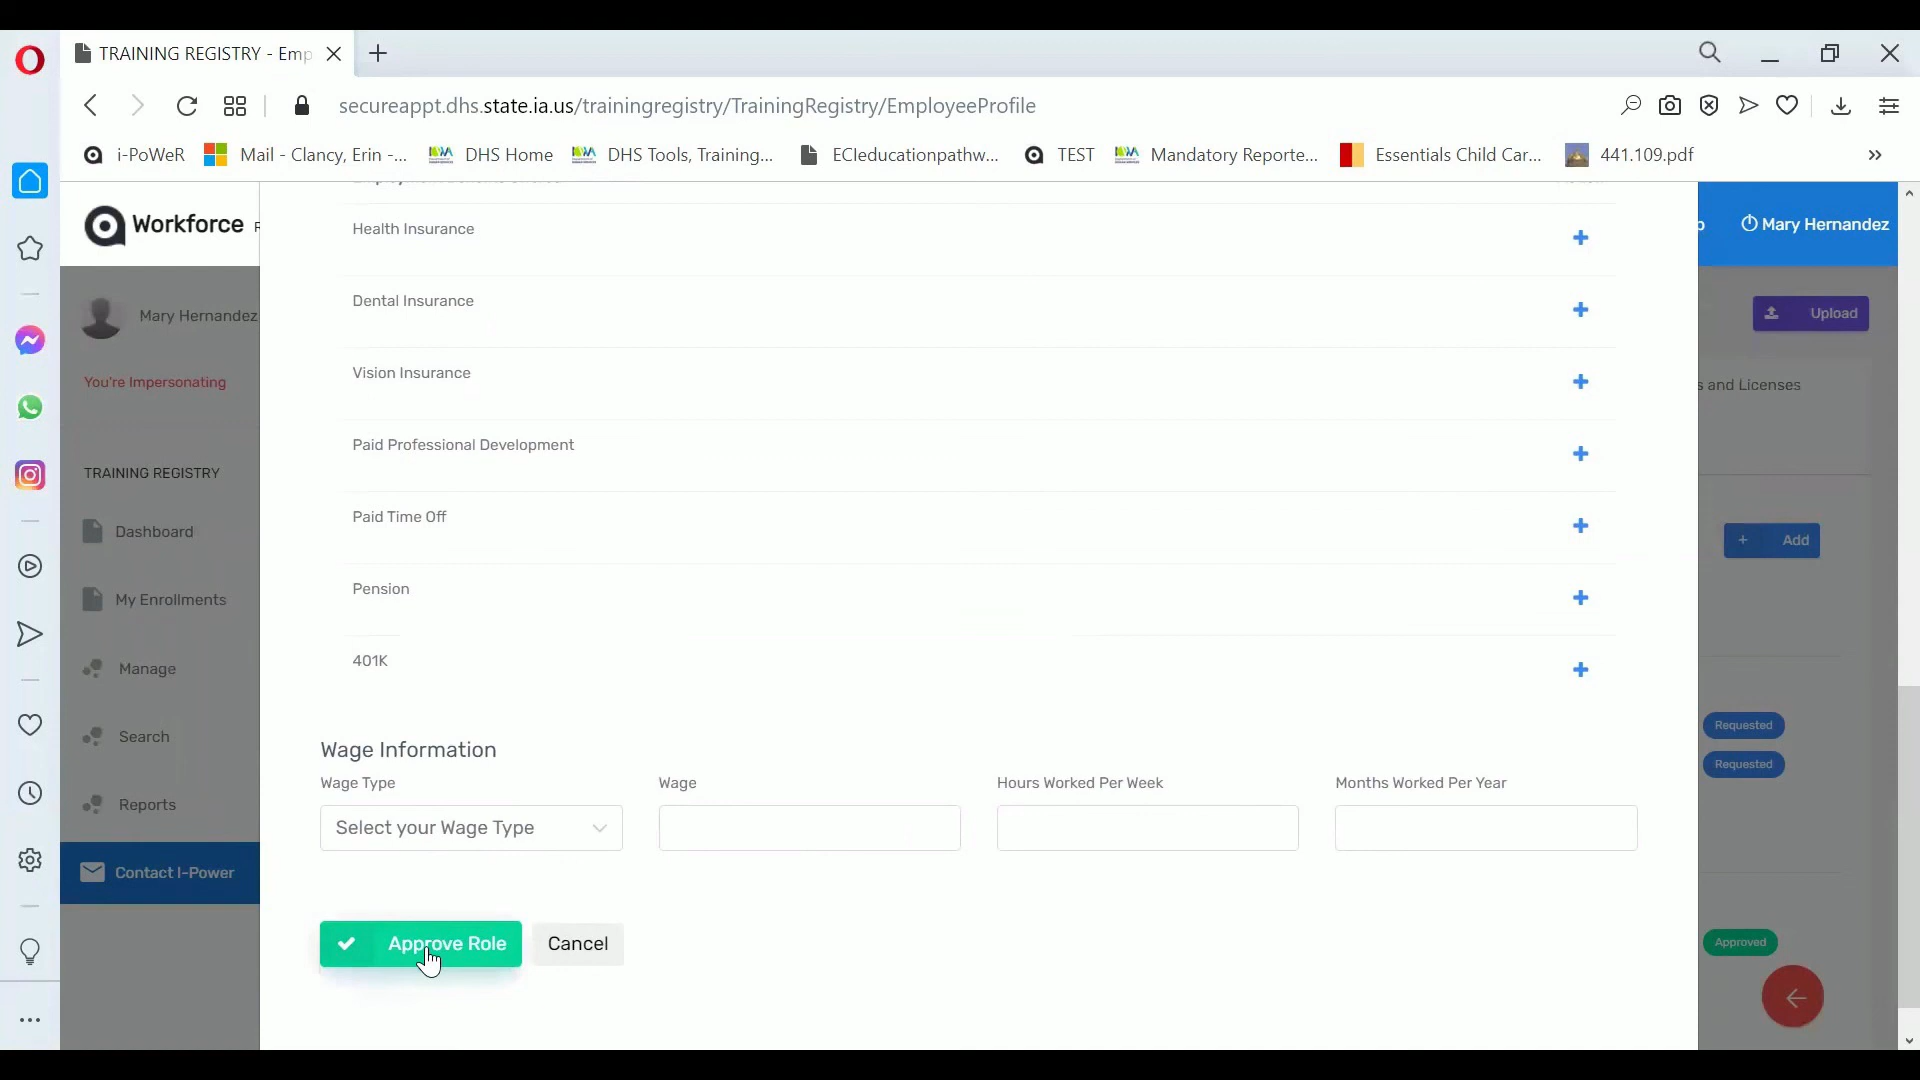 TRAINING REGISTRY - Emp
secureappt.dhs.state.ia.us/trainingregistry/TrainingRegistry/EmployeeProfile
i-PoWeR
Mail - Clancy, Erin -...
DHS Home
DHS Tools, Training...
ECIeducationpathw...
TEST
Mandatory Reporte...
Essentials Child Car...
441.109.pdf
Workforce
Mary Hernandez
Mary Hernandez
You're Impersonating
TRAINING REGISTRY
Dashboard
My Enrollments
Manage
Search
Reports
Contact I-Power
Health Insurance
Dental Insurance
Vision Insurance
Paid Professional Development
Paid Time Off
Pension
401K
Wage Information
Wage Type
Wage
Hours Worked Per Week
Months Worked Per Year
Select your Wage Type
Approve Role
Cancel
Upload
s and Licenses
Add
Requested
Requested
Approved